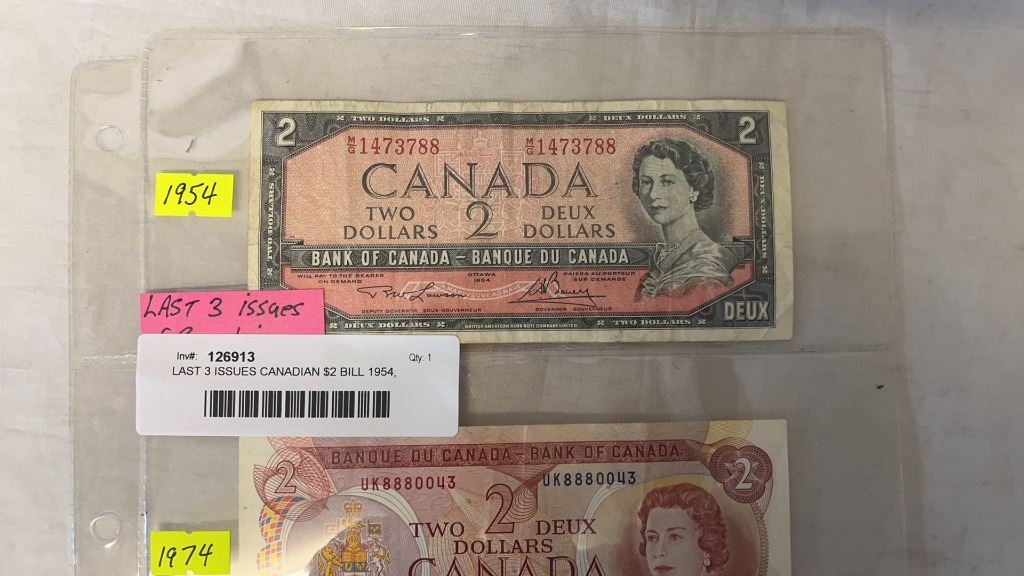 TWO DOLLARS DEUX DOLLARS
2 2
M/G 1473788 M/G 1473788
CANADA
TWO 2 DEUX
DOLLARS DOLLARS
BANK OF CANADA – BANQUE DU CANADA
WILL PAY TO THE BEARER ON DEMAND
OTTAWA 1954
PAIERA AU PORTEUR SUR DEMANDE
DEPUTY GOVERNOR SOUS-GOUVERNEUR GOVERNOR GOUVERNEUR
DEUX DOLLARS BRITISH AMERICAN BANK NOTE COMPANY LIMITED TWO DOLLARS
DEUX
TWO DOLLARS
DEUX DOLLARS
1954
LAST 3 issues
Inv#: 126913 Qty: 1
LAST 3 ISSUES CANADIAN $2 BILL 1954,
BANQUE DU CANADA – BANK OF CANADA
2 2
UK8880043 UK8880043
TWO 2 DEUX
DOLLARS
CANADA
1974